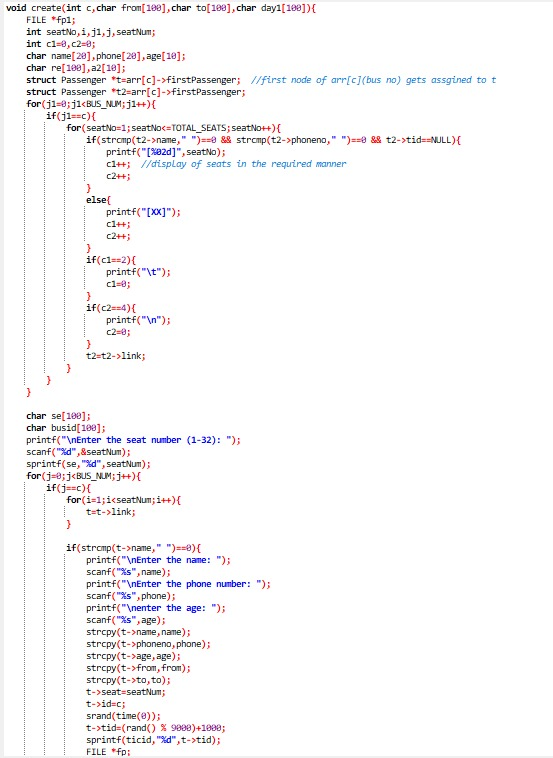 void create(int c,char from[100],char to[100],char day1[100]){
    FILE *fp1;
    int seatNo,i,j1,j,seatNum;
    int c1=0,c2=0;
    char name[20],phone[20],age[10];
    char re[100],a2[10];
    struct Passenger *t=arr[c]->firstPassenger;  //first node of arr[c](bus no) gets assgined to t
    struct Passenger *t2=arr[c]->firstPassenger;
    for(j1=0;j1<BUS_NUM;j1++){
        if(j1==c){
            for(seatNo=1;seatNo<=TOTAL_SEATS;seatNo++){
                if(strcmp(t2->name," ")==0 && strcmp(t2->phoneno," ")==0 && t2->tid==NULL){
                    printf("[%02d]",seatNo);
                    c1++;  //display of seats in the required manner
                    c2++;
                }
                else{
                    printf("[XX]");
                    c1++;
                    c2++;
                }
                if(c1==2){
                    printf("\t");
                    c1=0;
                }
                if(c2==4){
                    printf("\n");
                    c2=0;
                }
                t2=t2->link;
            }
        }
    }

    char se[100];
    char busid[100];
    printf("\nEnter the seat number (1-32): ");
    scanf("%d",&seatNum);
    sprintf(se,"%d",seatNum);
    for(j=0;j<BUS_NUM;j++){
        if(j==c){
            for(i=1;i<seatNum;i++){
                t=t->link;
            }

            if(strcmp(t->name," ")==0){
                printf("\nEnter the name: ");
                scanf("%s",name);
                printf("\nEnter the phone number: ");
                scanf("%s",phone);
                printf("\nenter the age: ");
                scanf("%s",age);
                strcpy(t->name,name);
                strcpy(t->phoneno,phone);
                strcpy(t->age,age);
                strcpy(t->from,from);
                strcpy(t->to,to);
                t->seat=seatNum;
                t->id=c;
                srand(time(0));
                t->tid=(rand() % 9000)+1000;
                sprintf(ticid,"%d",t->tid);
                FILE *fp;